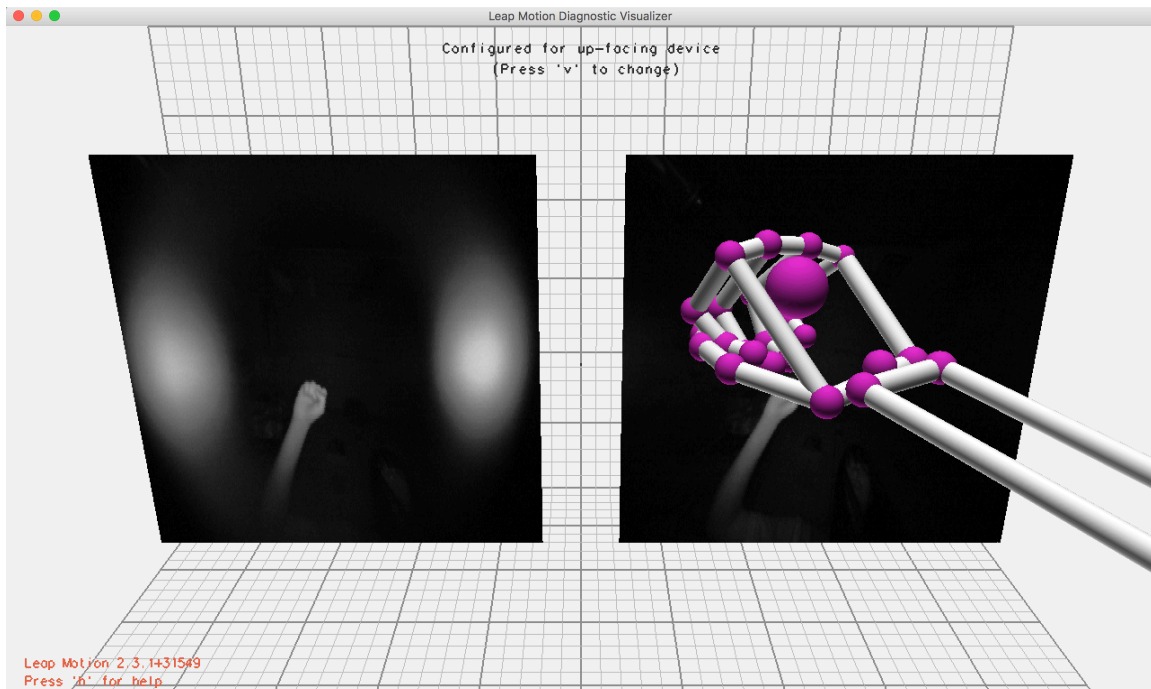 Leap Motion Diagnostic Visualizer
Configured for up-facing device
(Press 'v' to change)
Leap Motion 2.3.1+31549
Press 'h' for help